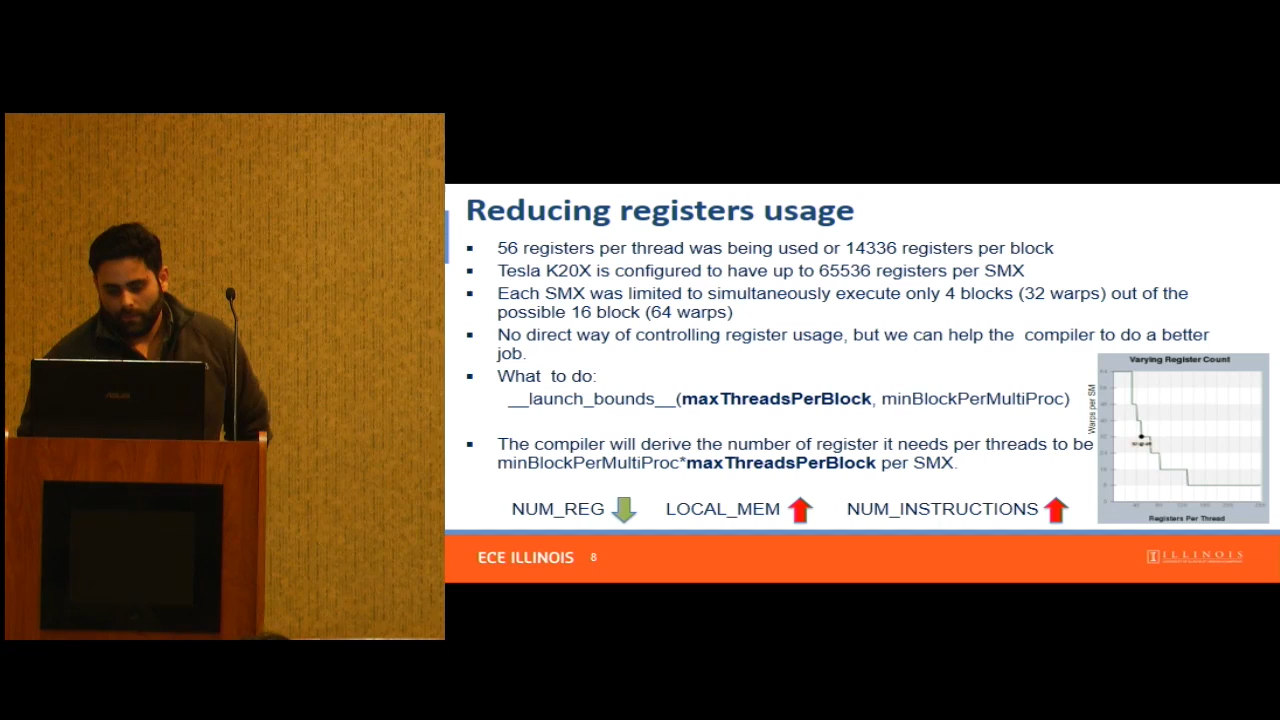 Reducing registers usage
▪ 56 registers per thread was being used or 14336 registers per block
▪ Tesla K20X is configured to have up to 65536 registers per SMX
▪ Each SMX was limited to simultaneously execute only 4 blocks (32 warps) out of the
possible 16 block (64 warps)
▪ No direct way of controlling register usage, but we can help the compiler to do a better
job.
▪ What to do:
__launch_bounds__(maxThreadsPerBlock, minBlockPerMultiProc)
▪ The compiler will derive the number of register it needs per threads to be
minBlockPerMultiProc*maxThreadsPerBlock per SMX.
NUM_REG LOCAL_MEM NUM_INSTRUCTIONS
Varying Register Count
Warps per SM
Registers Per Thread
ECE ILLINOIS 8
I ILLINOIS